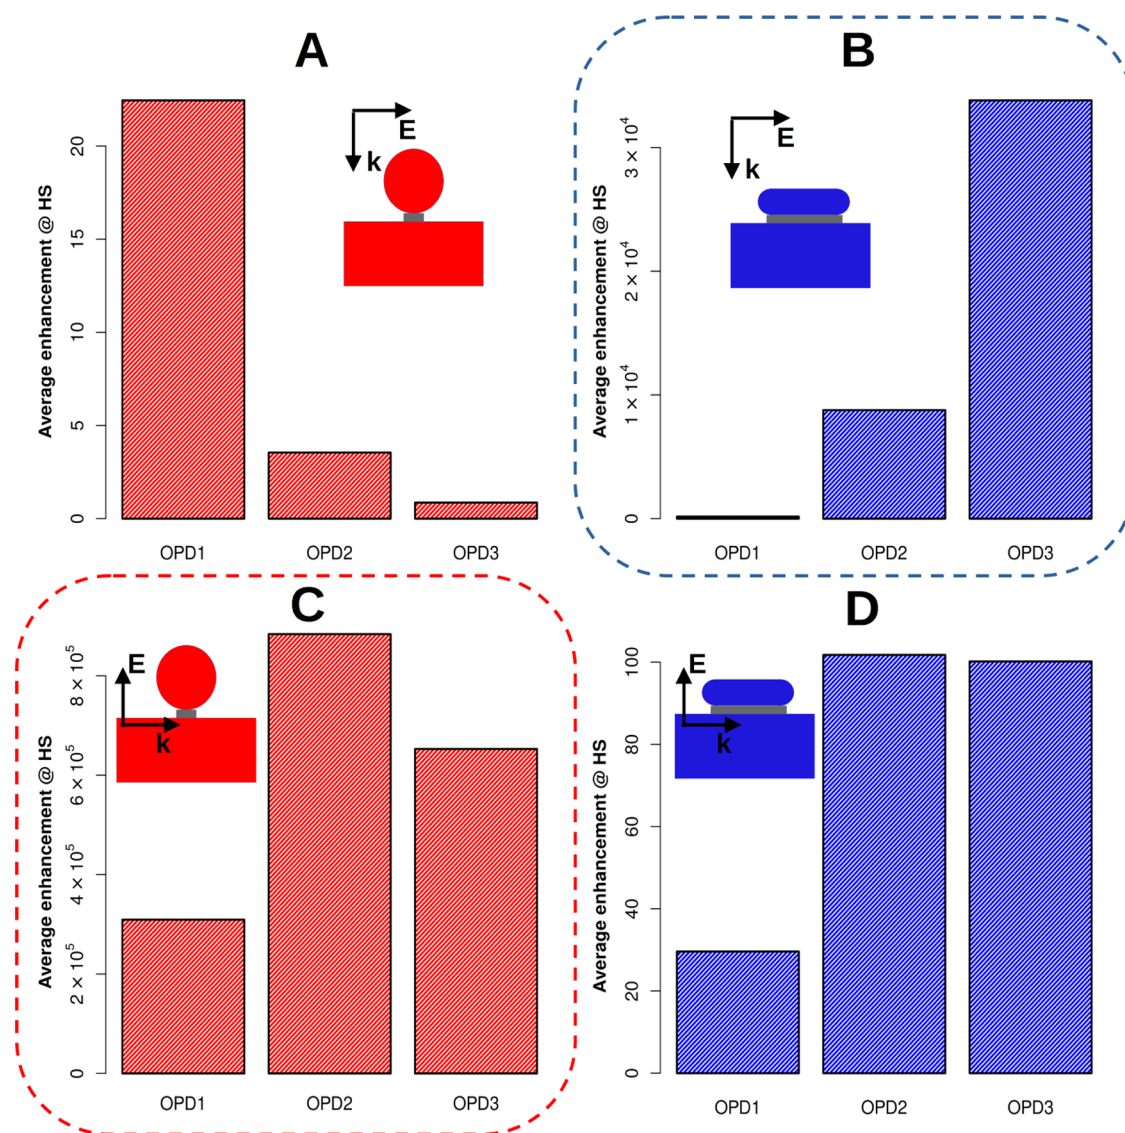 A
Average enhancement @ HS
0
5
10
15
20
E
k
OPD1 OPD2 OPD3
B
Average enhancement @ HS
0
1×10⁴
2×10⁴
3×10⁴
E
k
OPD1 OPD2 OPD3
C
Average enhancement @ HS
0
2×10⁵
4×10⁵
6×10⁵
8×10⁵
E
k
OPD1 OPD2 OPD3
D
Average enhancement @ HS
0
20
40
60
80
100
E
k
OPD1 OPD2 OPD3